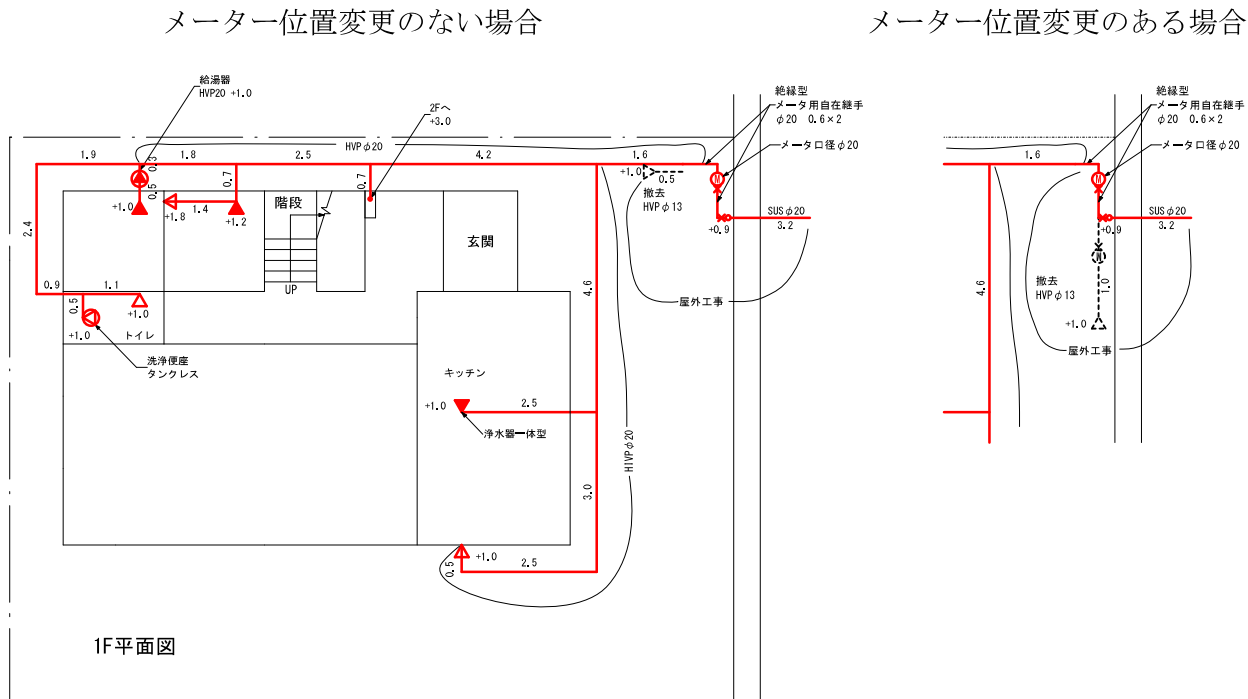 メーター位置変更のない場合
メーター位置変更のある場合
給湯器
HVP20 +1.0
2Fへ
+3.0
絶縁型
メータ用自在継手
φ20 0.6×2
メータ口径φ20
HVPφ20
1.9
0.3
1.8
2.5
4.2
1.6
0.5
+1.0
+1.8
1.4
0.7
+1.2
階段
UP
0.7
玄関
+1.0
0.5
撤去
HVPφ13
M
+0.9
SUSφ20
3.2
屋外工事
2.4
0.9
1.1
0.5
+1.0
+1.0
トイレ
洗浄便座
タンクレス
4.6
キッチン
+1.0
2.5
浄水器一体型
HIVPφ20
3.0
+1.0
0.5
2.5
1F平面図
絶縁型
メータ用自在継手
φ20 0.6×2
メータ口径φ20
1.6
M
SUSφ20
3.2
+0.9
M
撤去
HVPφ13
1.0
+1.0
4.6
屋外工事